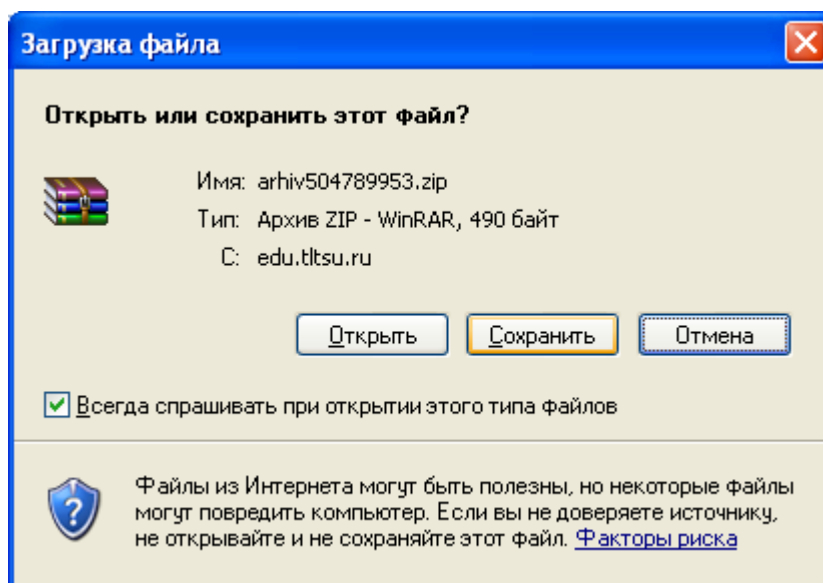 Загрузка файла
Открыть или сохранить этот файл?
Имя: arhiv504789953.zip
Тип: Архив ZIP - WinRAR, 490 байт
С: edu.tltsu.ru
Открыть Сохранить Отмена
Всегда спрашивать при открытии этого типа файлов
Файлы из Интернета могут быть полезны, но некоторые файлы
могут повредить компьютер. Если вы не доверяете источнику,
не открывайте и не сохраняйте этот файл. Факторы риска